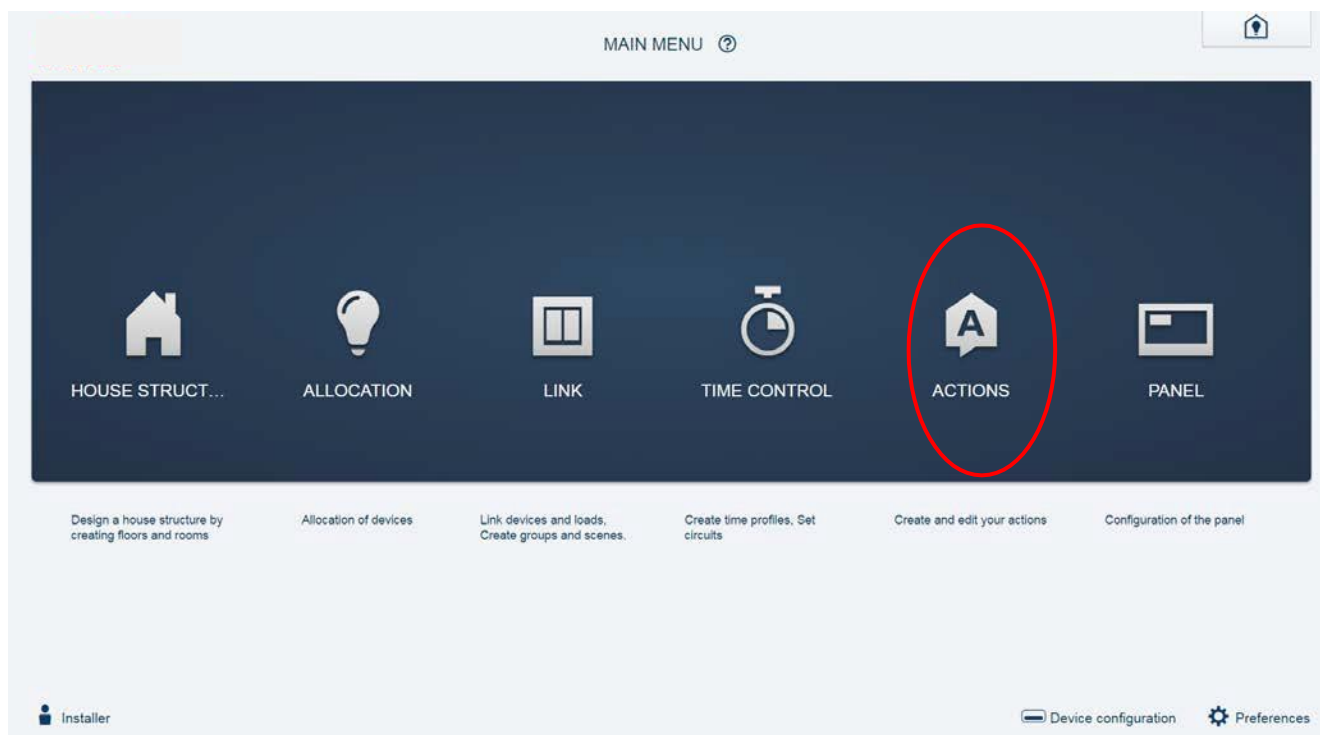 MAIN MENU ?
A
HOUSE STRUCT...
ALLOCATION
LINK
TIME CONTROL
ACTIONS
PANEL
Design a house structure by
creating floors and rooms
Allocation of devices
Link devices and loads,
Create groups and scenes.
Create time profiles, Set
circuits
Create and edit your actions
Configuration of the panel
Installer
Device configuration
Preferences